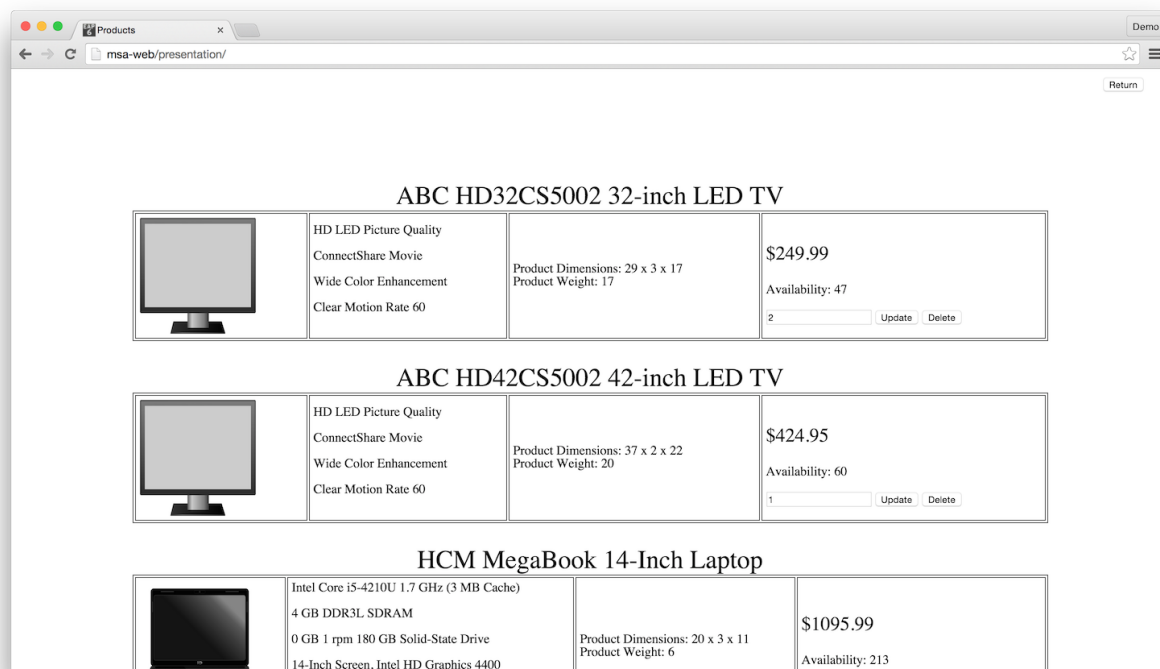 Products
Demo
msa-web/presentation/
Return
ABC HD32CS5002 32-inch LED TV
HD LED Picture Quality
ConnectShare Movie
Wide Color Enhancement
Clear Motion Rate 60
Product Dimensions: 29 x 3 x 17
Product Weight: 17
$249.99
Availability: 47
2 Update Delete
ABC HD42CS5002 42-inch LED TV
HD LED Picture Quality
ConnectShare Movie
Wide Color Enhancement
Clear Motion Rate 60
Product Dimensions: 37 x 2 x 22
Product Weight: 20
$424.95
Availability: 60
1 Update Delete
HCM MegaBook 14-Inch Laptop
Intel Core i5-4210U 1.7 GHz (3 MB Cache)
4 GB DDR3L SDRAM
0 GB 1 rpm 180 GB Solid-State Drive
14-Inch Screen, Intel HD Graphics 4400
Product Dimensions: 20 x 3 x 11
Product Weight: 6
$1095.99
Availability: 213